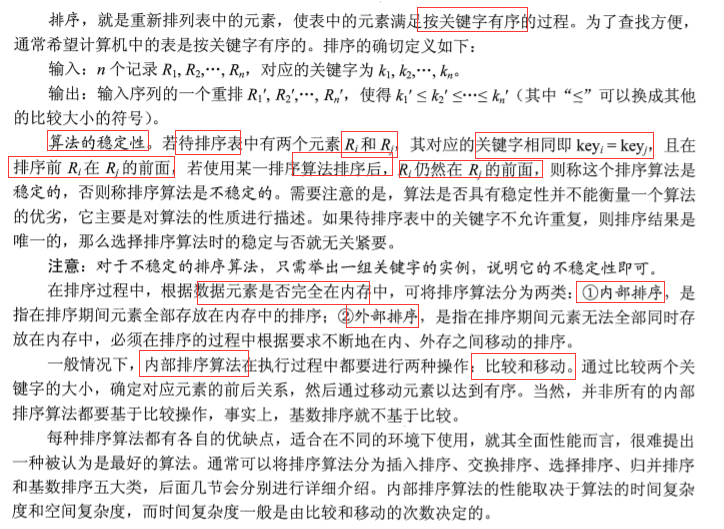 排序，就是重新排列表中的元素，使表中的元素满足按关键字有序的过程。为了查找方便，
通常希望计算机中的表是按关键字有序的。排序的确切定义如下：
输入：n 个记录 R1, R2,…, Rn，对应的关键字为 k1, k2,…, kn。
输出：输入序列的一个重排 R1′, R2′,…, Rn′，使得 k1′ ≤ k2′ ≤…≤ kn′（其中“≤”可以换成其他
的比较大小的符号）。
算法的稳定性。若待排序表中有两个元素 Ri 和 Rj，其对应的关键字相同即 keyi = keyj，且在
排序前 Ri 在 Rj 的前面，若使用某一排序算法排序后，Ri 仍然在 Rj 的前面，则称这个排序算法是
稳定的，否则称排序算法是不稳定的。需要注意的是，算法是否具有稳定性并不能衡量一个算法
的优劣，它主要是对算法的性质进行描述。如果待排序表中的关键字不允许重复，则排序结果是
唯一的，那么选择排序算法时的稳定与否就无关紧要。
注意：对于不稳定的排序算法，只需举出一组关键字的实例，说明它的不稳定性即可。
在排序过程中，根据数据元素是否完全在内存中，可将排序算法分为两类：①内部排序，是
指在排序期间元素全部存放在内存中的排序；②外部排序，是指在排序期间元素无法全部同时存
放在内存中，必须在排序的过程中根据要求不断地在内、外存之间移动的排序。
一般情况下，内部排序算法在执行过程中都要进行两种操作：比较和移动。通过比较两个关
键字的大小，确定对应元素的前后关系，然后通过移动元素以达到有序。当然，并非所有的内部
排序算法都要基于比较操作，事实上，基数排序就不基于比较。
每种排序算法都有各自的优缺点，适合在不同的环境下使用，就其全面性能而言，很难提出
一种被认为是最好的算法。通常可以将排序算法分为插入排序、交换排序、选择排序、归并排序
和基数排序五大类，后面几节会分别进行详细介绍。内部排序算法的性能取决于算法的时间复杂
度和空间复杂度，而时间复杂度一般是由比较和移动的次数决定的。